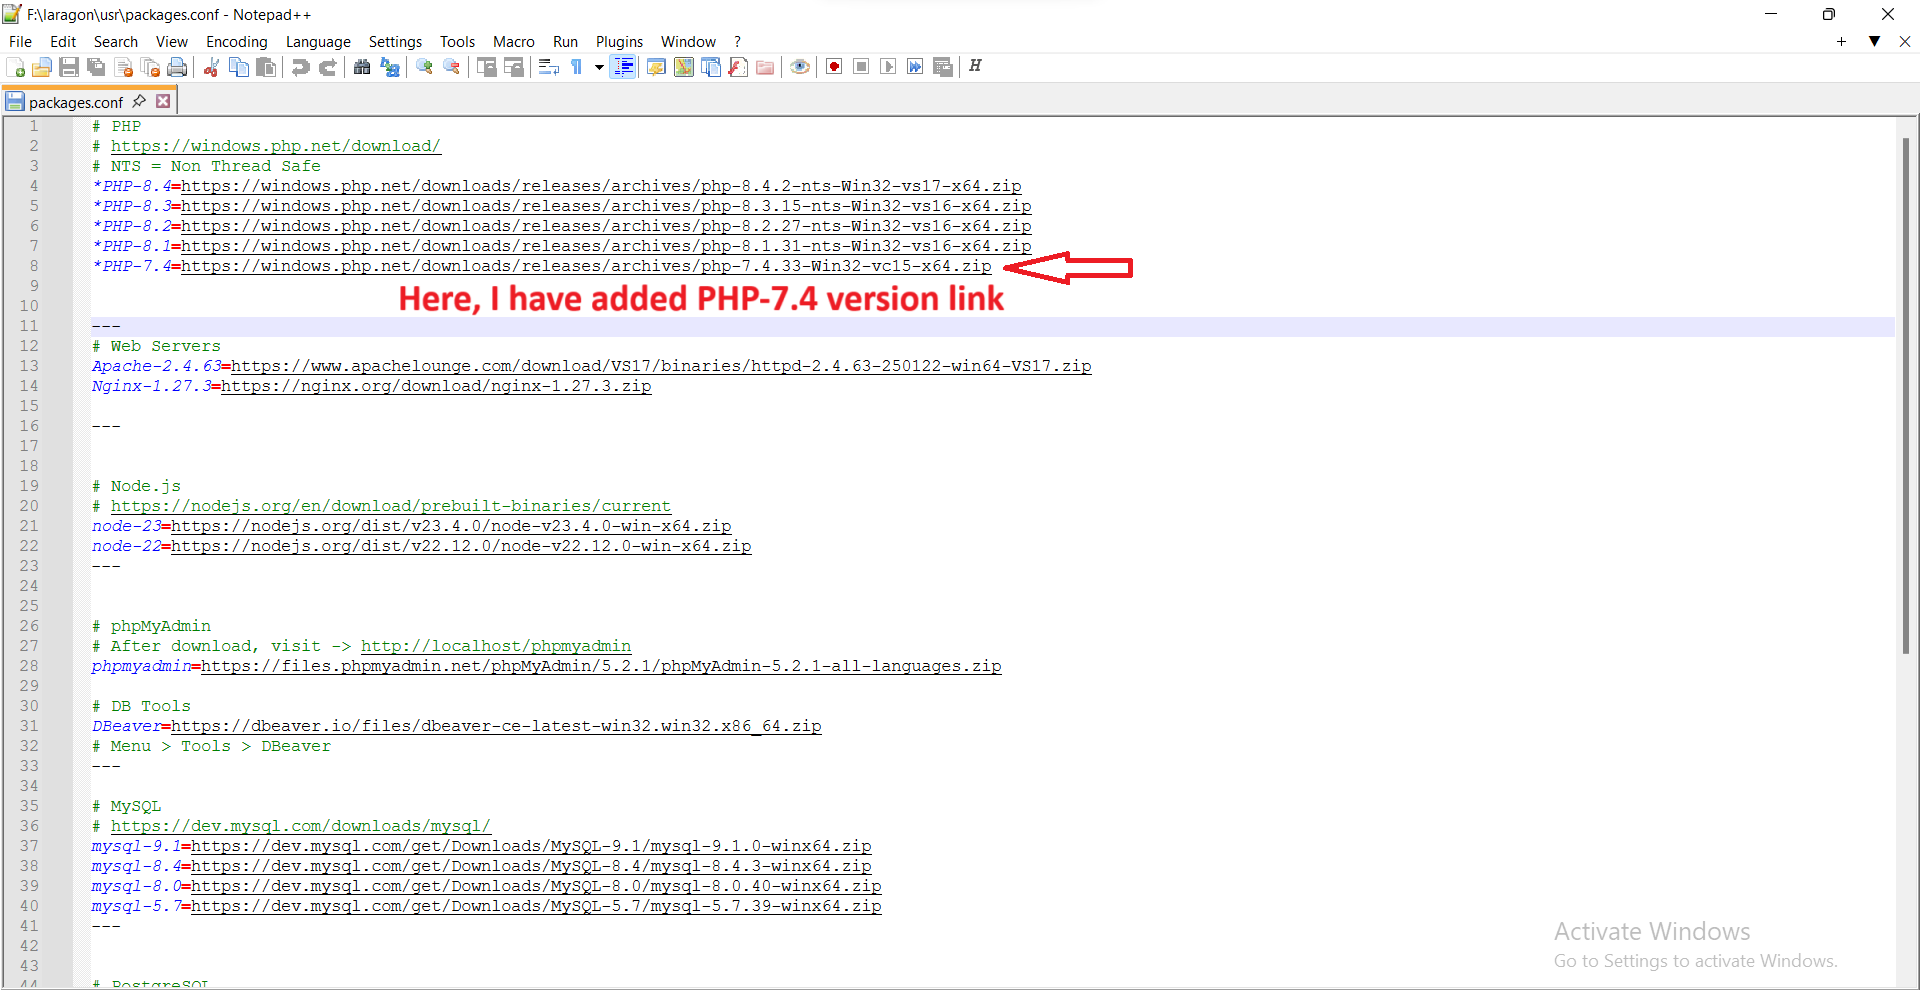 F:\laragon\usr\packages.conf - Notepad++
File Edit Search View Encoding Language Settings Tools Macro Run Plugins Window ?
packages.conf
1 # PHP
2 # https://windows.php.net/download/
3 # NTS = Non Thread Safe
4 *PHP-8.4=https://windows.php.net/downloads/releases/archives/php-8.4.2-nts-Win32-vs17-x64.zip
5 *PHP-8.3=https://windows.php.net/downloads/releases/archives/php-8.3.15-nts-Win32-vs16-x64.zip
6 *PHP-8.2=https://windows.php.net/downloads/releases/archives/php-8.2.27-nts-Win32-vs16-x64.zip
7 *PHP-8.1=https://windows.php.net/downloads/releases/archives/php-8.1.31-nts-Win32-vs16-x64.zip
8 *PHP-7.4=https://windows.php.net/downloads/releases/archives/php-7.4.33-Win32-vc15-x64.zip
9
Here, I have added PHP-7.4 version link
10
11 ---
12 # Web Servers
13 Apache-2.4.63=https://www.apachelounge.com/download/VS17/binaries/httpd-2.4.63-250122-win64-VS17.zip
14 Nginx-1.27.3=https://nginx.org/download/nginx-1.27.3.zip
15
16 ---
17
18
19 # Node.js
20 # https://nodejs.org/en/download/prebuilt-binaries/current
21 node-23=https://nodejs.org/dist/v23.4.0/node-v23.4.0-win-x64.zip
22 node-22=https://nodejs.org/dist/v22.12.0/node-v22.12.0-win-x64.zip
23 ---
24
25
26 # phpMyAdmin
27 # After download, visit -> http://localhost/phpmyadmin
28 phpmyadmin=https://files.phpmyadmin.net/phpMyAdmin/5.2.1/phpMyAdmin-5.2.1-all-languages.zip
29
30 # DB Tools
31 DBeaver=https://dbeaver.io/files/dbeaver-ce-latest-win32.win32.x86_64.zip
32 # Menu > Tools > DBeaver
33 ---
34
35 # MySQL
36 # https://dev.mysql.com/downloads/mysql/
37 mysql-9.1=https://dev.mysql.com/get/Downloads/MySQL-9.1/mysql-9.1.0-winx64.zip
38 mysql-8.4=https://dev.mysql.com/get/Downloads/MySQL-8.4/mysql-8.4.3-winx64.zip
39 mysql-8.0=https://dev.mysql.com/get/Downloads/MySQL-8.0/mysql-8.0.40-winx64.zip
40 mysql-5.7=https://dev.mysql.com/get/Downloads/MySQL-5.7/mysql-5.7.39-winx64.zip
41 ---
42
43
44 # PostgreSQL
Activate Windows
Go to Settings to activate Windows.